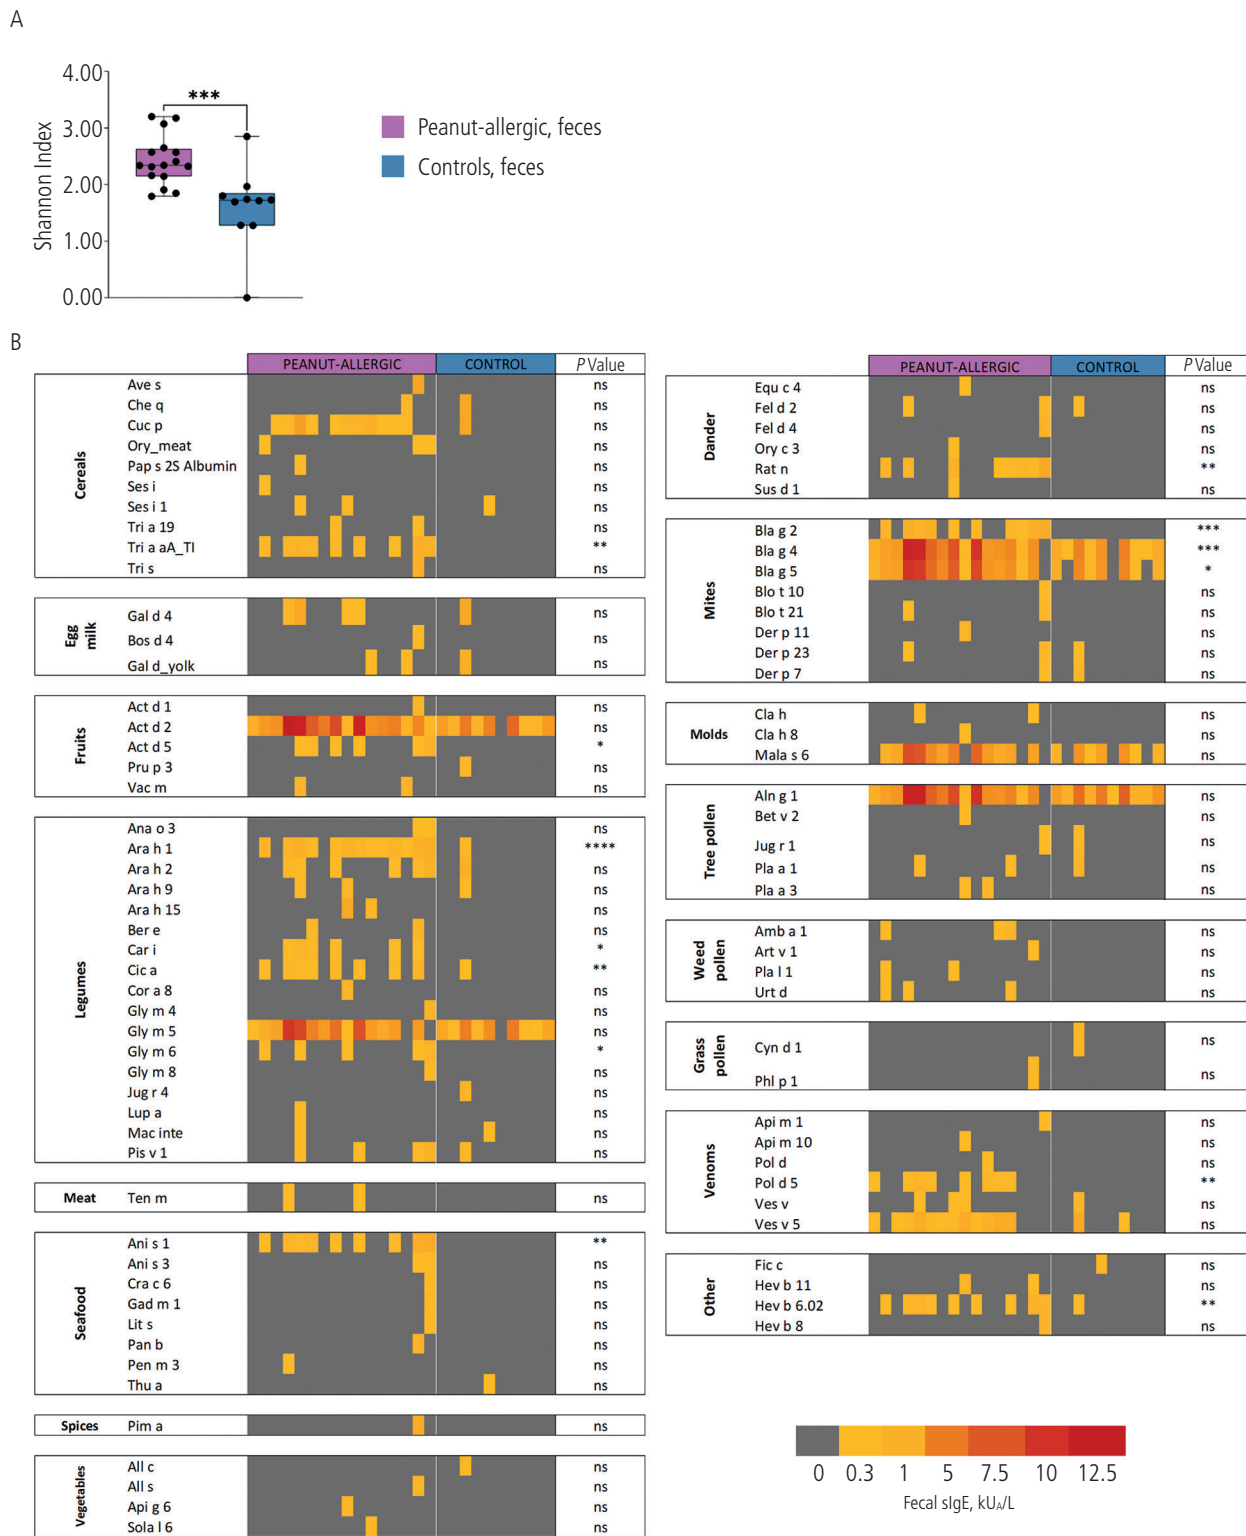 A
4.00
3.00
2.00
1.00
0.00
Shannon Index
***
Peanut-allergic, feces
Controls, feces
B
PEANUT-ALLERGIC CONTROL P Value
Cereals
Ave s ns
Che q ns
Cuc p ns
Ory_meat ns
Pap s 2S Albumin ns
Ses i ns
Ses i 1 ns
Tri a 19 ns
Tri a aA_TI **
Tri s ns
Egg milk
Gal d 4 ns
Bos d 4 ns
Gal d_yolk ns
Fruits
Act d 1 ns
Act d 2 ns
Act d 5 *
Pru p 3 ns
Vac m ns
Legumes
Ana o 3 ns
Ara h 1 ****
Ara h 2 ns
Ara h 9 ns
Ara h 15 ns
Ber e ns
Car i *
Cic a **
Cor a 8 ns
Gly m 4 ns
Gly m 5 ns
Gly m 6 *
Gly m 8 ns
Jug r 4 ns
Lup a ns
Mac inte ns
Pis v 1 ns
Meat
Ten m ns
Seafood
Ani s 1 **
Ani s 3 ns
Cra c 6 ns
Gad m 1 ns
Lit s ns
Pan b ns
Pen m 3 ns
Thu a ns
Spices
Pim a ns
Vegetables
All c ns
All s ns
Api g 6 ns
Sola l 6 ns
PEANUT-ALLERGIC CONTROL P Value
Dander
Equ c 4 ns
Fel d 2 ns
Fel d 4 ns
Ory c 3 ns
Rat n **
Sus d 1 ns
Mites
Bla g 2 ***
Bla g 4 ***
Bla g 5 *
Blo t 10 ns
Blo t 21 ns
Der p 11 ns
Der p 23 ns
Der p 7 ns
Molds
Cla h ns
Cla h 8 ns
Mala s 6 ns
Tree pollen
Aln g 1 ns
Bet v 2 ns
Jug r 1 ns
Pla a 1 ns
Pla a 3 ns
Weed pollen
Amb a 1 ns
Art v 1 ns
Pla l 1 ns
Urt d ns
Grass pollen
Cyn d 1 ns
Phl p 1 ns
Venoms
Api m 1 ns
Api m 10 ns
Pol d ns
Pol d 5 **
Ves v ns
Ves v 5 ns
Other
Fic c ns
Hev b 11 ns
Hev b 6.02 **
Hev b 8 ns
0 0.3 1 5 7.5 10 12.5
Fecal sIgE, kUA/L